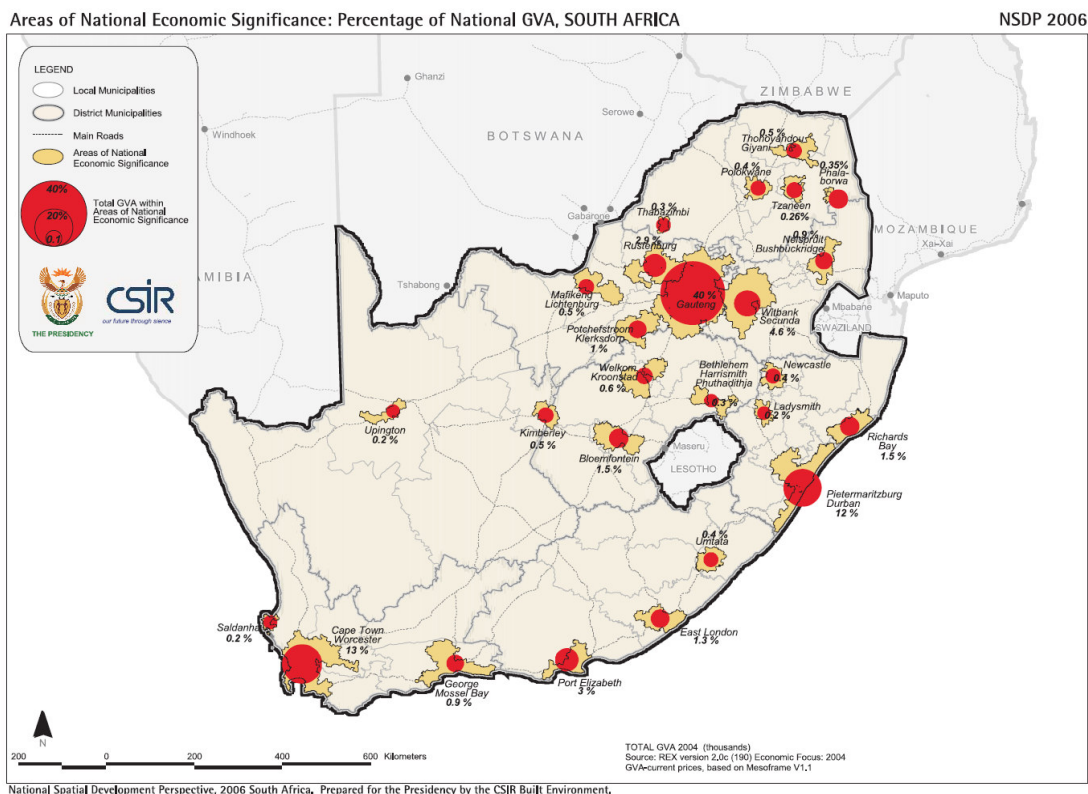 Areas of National Economic Significance: Percentage of National GVA, SOUTH AFRICA
NSDP 2006
LEGEND
Local Municipalities
District Municipalities
Main Roads
Areas of National
Economic Significance
40%
20%
0.1
Total GVA within
Areas of National
Economic Significance
THE PRESIDENCY
CSIR
our future through science
Ghanzi
Windhoek
BOTSWANA
Serowe
ZIMBABWE
Gabarone
Tshabong
AMIBIA
MOZAMBIQUE
Xai-Xai
Maputo
Mbabane
SWAZILAND
Maseru
LESOTHO
0.5 %
Thohoyandou
Giyani
0.4 %
Polokwane
0.35%
Phala-
borwa
Tzaneen
0.26%
0.3 %
Thabazimbi
2.9 %
Rustenburg
0.9%
Nelspruit
Bushbuckridge
40 %
Gauteng
Witbank
Secunda
4.6 %
Mafikeng
Lichtenburg
0.5 %
Potchefstroom
Klerksdorp
1 %
Welkom
Kroonstad
0.6 %
Bethlehem
Harrismith
Phuthaditjha
0.3 %
Newcastle
0.4 %
Ladysmith
0.2 %
Upington
0.2 %
Kimberley
0.5 %
Bloemfontein
1.5 %
Richards
Bay
1.5 %
Pietermaritzburg
Durban
12 %
0.4 %
Umtata
East London
1.3 %
Saldanha
0.2 %
Cape Town
Worcester
13 %
George
Mossel Bay
0.9 %
Port Elizabeth
3 %
N
200 0 200 400 600 Kilometers
TOTAL GVA 2004 (thousands)
Source: REX version 2,0c (190) Economic Focus: 2004
GVA-current prices, based on Mesoframe V1.1
National Spatial Development Perspective, 2006 South Africa. Prepared for the Presidency by the CSIR Built Environment.